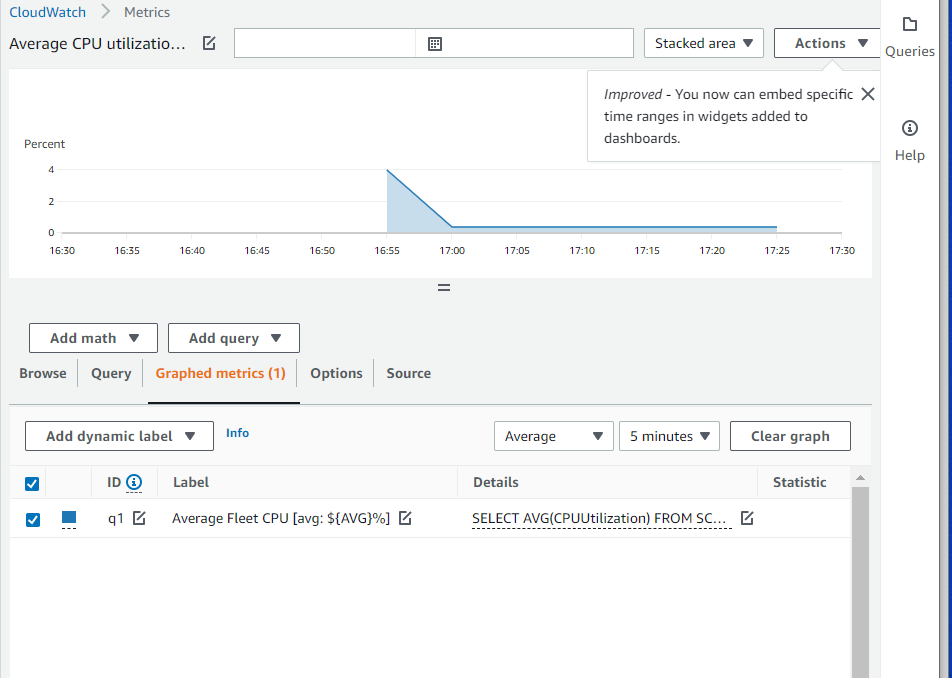 CloudWatch > Metrics
Average CPU utilizatio...
Stacked area
Actions
Queries
Improved - You now can embed specific
time ranges in widgets added to
dashboards.
Help
Percent
4
2
0
16:30 16:35 16:40 16:45 16:50 16:55 17:00 17:05 17:10 17:15 17:20 17:25 17:30
Add math Add query
Browse Query Graphed metrics (1) Options Source
Add dynamic label Info Average 5 minutes Clear graph
ID Label Details Statistic
q1 Average Fleet CPU [avg: ${AVG}%] SELECT AVG(CPUUtilization) FROM SC...